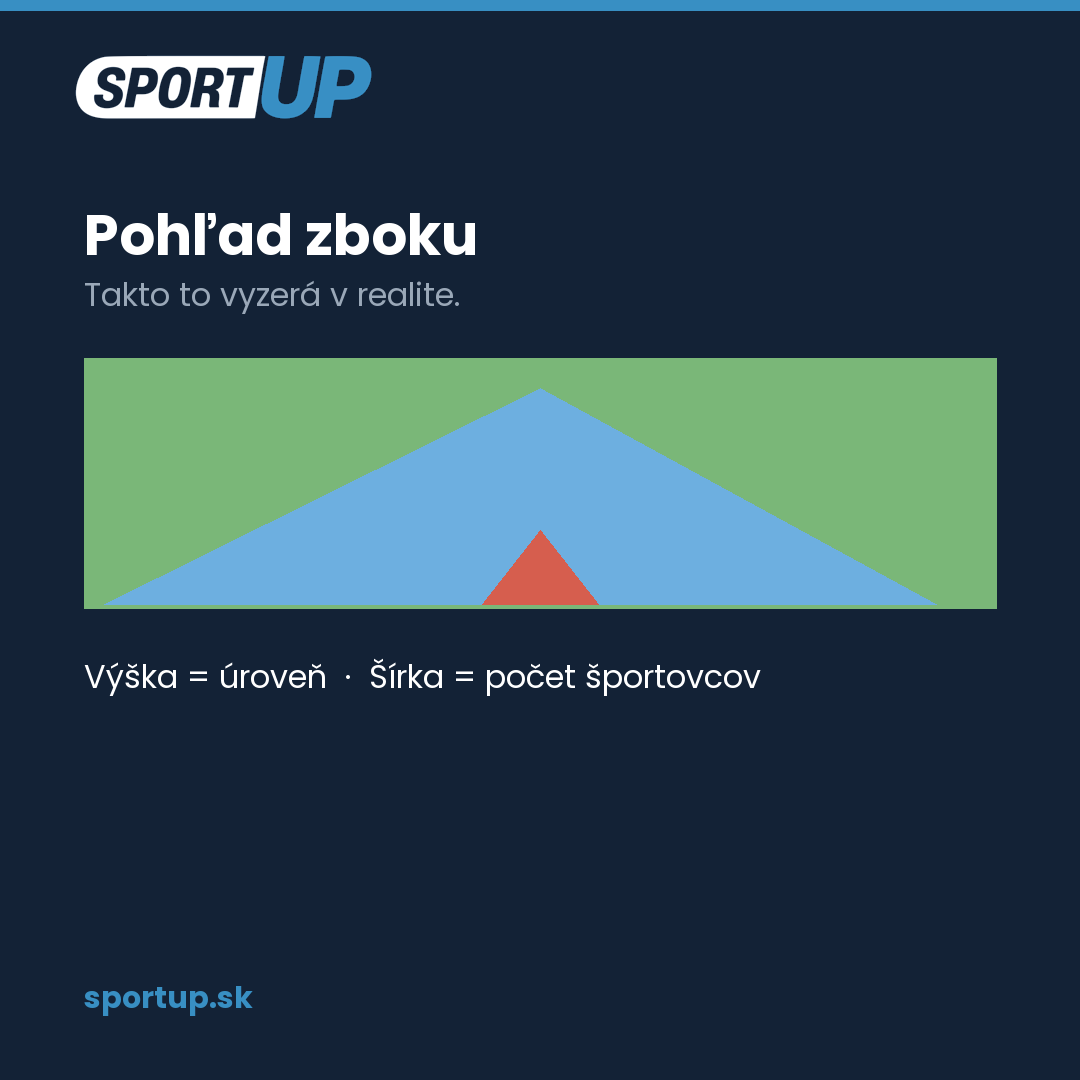 SPORTUP
Pohľad zboku
Takto to vyzerá v realite.
Výška = úroveň · Šírka = počet športovcov
sportup.sk